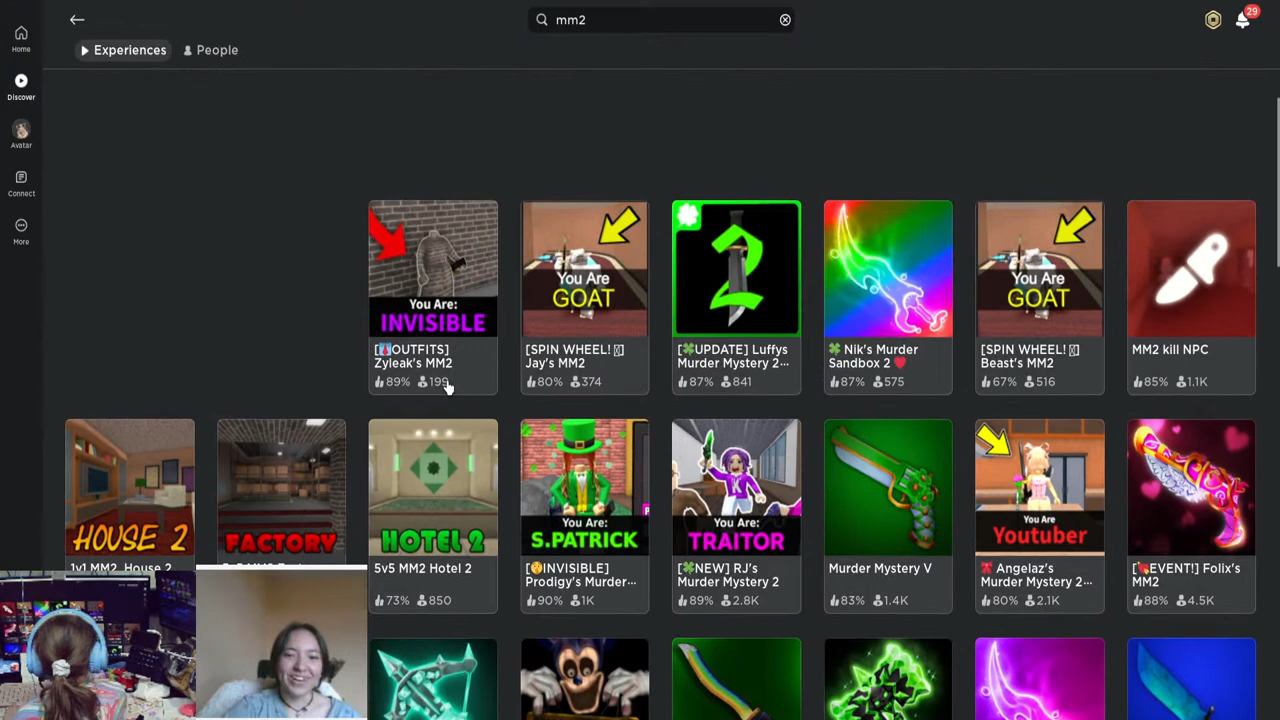 mm2
29
Experiences
People
Home
Discover
Avatar
Connect
More
You Are:
INVISIBLE
OUTFITS]
Zyleak's MM2
89% 199
You Are
GOAT
[SPIN WHEEL!
Jay's MM2
80% 374
2
[🍀UPDATE] Luffys
Murder Mystery 2...
87% 841
🍀 Nik's Murder
Sandbox 2 ❤️
87% 575
You Are
GOAT
[SPIN WHEEL!
Beast's MM2
67% 516
MM2 kill NPC
85% 1.1K
HOUSE 2
1v1 MM2, House 2
FACTORY
HOTEL 2
5v5 MM2 Hotel 2
73% 850
You Are:
S.PATRICK
[🤫INVISIBLE]
Prodigy's Murder...
90% 1K
You Are:
TRAITOR
[🍀NEW] RJ's
Murder Mystery 2
89% 2.8K
Murder Mystery V
83% 1.4K
You Are
Youtuber
🎀 Angelaz's
Murder Mystery 2...
80% 2.1K
[💘EVENT!] Folix's
MM2
88% 4.5K